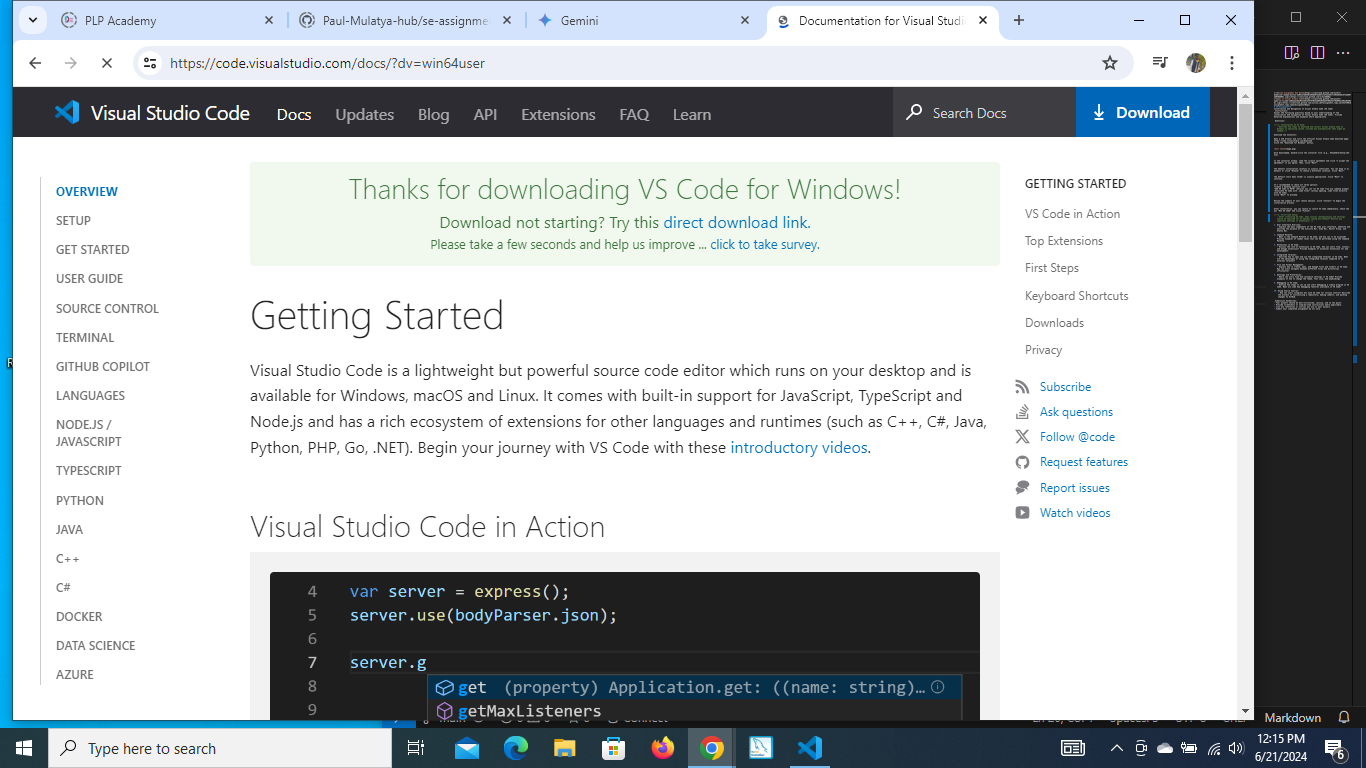 PLP Academy
Paul-Mulatya-hub/se-assignme
Gemini
Documentation for Visual Studi
https://code.visualstudio.com/docs/?dv=win64user
Visual Studio Code
Docs
Updates
Blog
API
Extensions
FAQ
Learn
Search Docs
Download
OVERVIEW
SETUP
GET STARTED
USER GUIDE
SOURCE CONTROL
TERMINAL
GITHUB COPILOT
LANGUAGES
NODE.JS /
JAVASCRIPT
TYPESCRIPT
PYTHON
JAVA
C++
C#
DOCKER
DATA SCIENCE
AZURE
Thanks for downloading VS Code for Windows!
Download not starting? Try this direct download link.
Please take a few seconds and help us improve ... click to take survey.
Getting Started
Visual Studio Code is a lightweight but powerful source code editor which runs on your desktop and is
available for Windows, macOS and Linux. It comes with built-in support for JavaScript, TypeScript and
Node.js and has a rich ecosystem of extensions for other languages and runtimes (such as C++, C#, Java,
Python, PHP, Go, .NET). Begin your journey with VS Code with these introductory videos.
Visual Studio Code in Action
4 var server = express();
5 server.use(bodyParser.json);
6
7 server.g
8 get (property) Application.get: ((name: string)…
9 getMaxListeners
GETTING STARTED
VS Code in Action
Top Extensions
First Steps
Keyboard Shortcuts
Downloads
Privacy
Subscribe
Ask questions
Follow @code
Request features
Report issues
Watch videos
Markdown
Type here to search
12:15 PM
6/21/2024
6